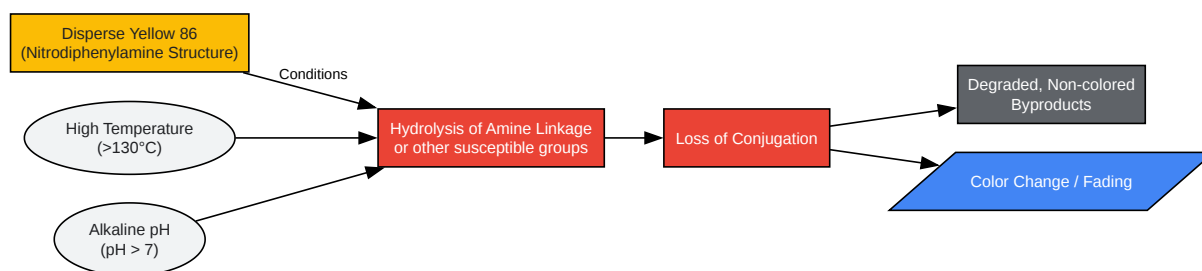 Disperse Yellow 86
(Nitrodiphenylamine Structure)
Conditions
High Temperature
(>130°C)
Alkaline pH
(pH > 7)
Hydrolysis of Amine Linkage
or other susceptible groups
Loss of Conjugation
Degraded, Non-colored
Byproducts
Color Change / Fading